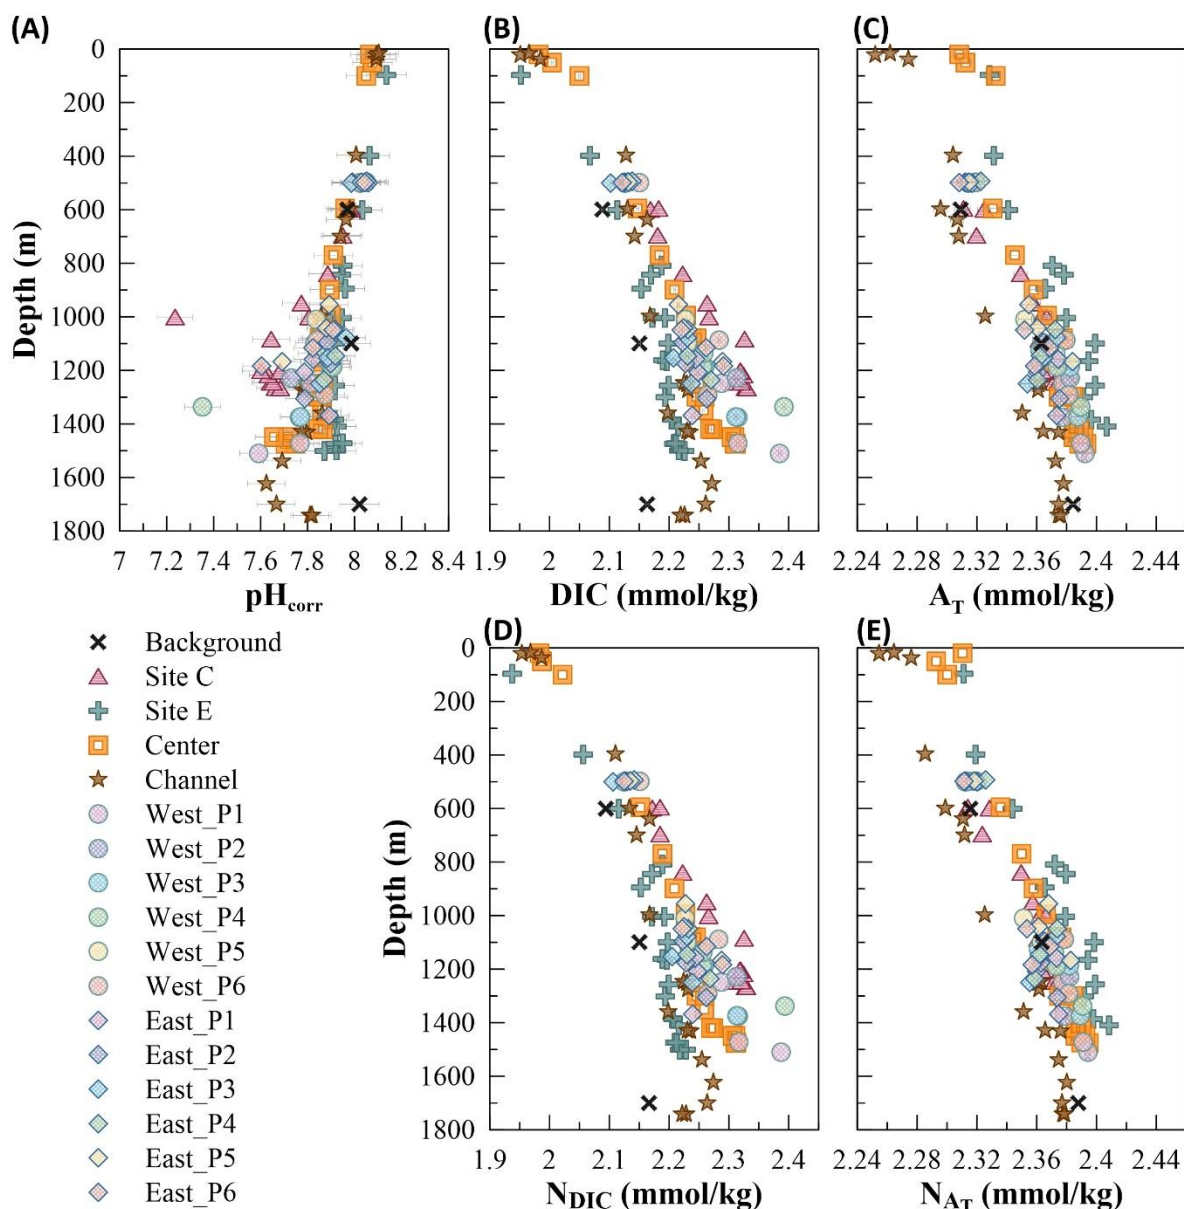 (A)
(B)
(C)
0
200
400
600
800
1000
1200
1400
1600
1800
Depth (m)
7
7.2
7.4
7.6
7.8
8
8.2
8.4
1.9
2
2.1
2.2
2.3
2.4
2.24
2.28
2.32
2.36
2.4
2.44
pHcorr
DIC (mmol/kg)
AT (mmol/kg)
(D)
(E)
Background
Site C
Site E
Center
Channel
West_P1
West_P2
West_P3
West_P4
West_P5
West_P6
East_P1
East_P2
East_P3
East_P4
East_P5
East_P6
0
200
400
600
800
1000
1200
1400
1600
1800
Depth (m)
1.9
2
2.1
2.2
2.3
2.4
2.24
2.28
2.32
2.36
2.4
2.44
NDIC (mmol/kg)
NAT (mmol/kg)